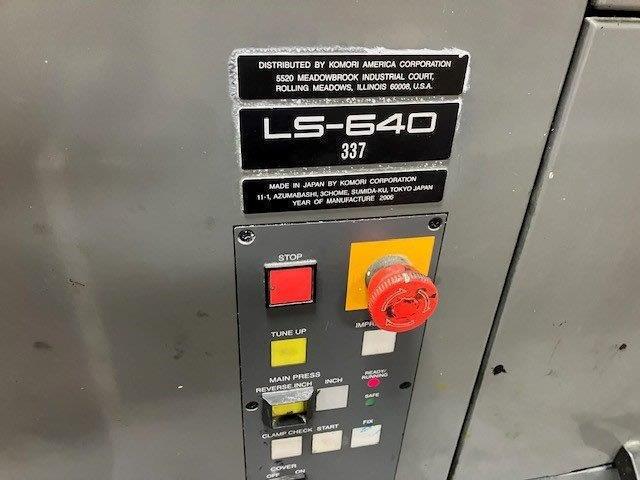 DISTRIBUTED BY KOMORI AMERICA CORPORATION
5520 MEADOWBROOK INDUSTRIAL COURT,
ROLLING MEADOWS, ILLINOIS 60008, U.S.A.
LS-640
337
MADE IN JAPAN BY KOMORI CORPORATION
11-1, AZUMABASHI, 3CHOME, SUMIDA-KU, TOKYO JAPAN
YEAR OF MANUFACTURE 2006
STOP
TUNE UP
MAIN PRESS
REVERSE.INCH
INCH
READY/
RUNNING
SAFE
CLAMP CHECK
START
FIX
COVER
OFF
ON